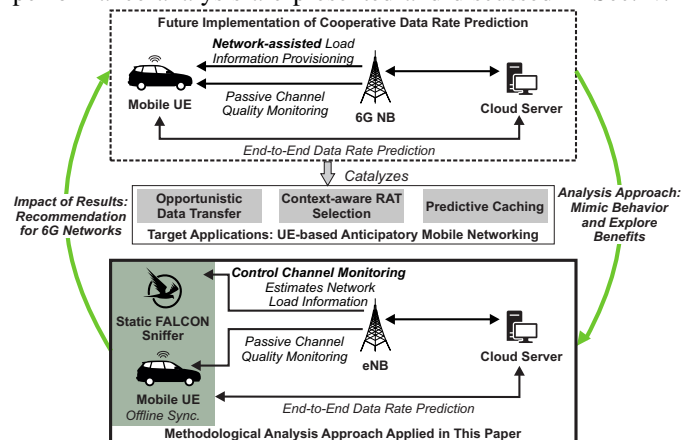 Future Implementation of Cooperative Data Rate Prediction
Network-assisted Load
Information Provisioning
Passive Channel
Quality Monitoring
Mobile UE
6G NB
Cloud Server
End-to-End Data Rate Prediction
Catalyzes
Opportunistic
Data Transfer
Context-aware RAT
Selection
Predictive Caching
Target Applications: UE-based Anticipatory Mobile Networking
Impact of Results:
Recommendation
for 6G Networks
Analysis Approach:
Mimic Behavior
and Explore
Benefits
Control Channel Monitoring
Estimates Network
Load Information
Static FALCON
Sniffer
Passive Channel
Quality Monitoring
eNB
Cloud Server
Mobile UE
Offline Sync.
End-to-End Data Rate Prediction
Methodological Analysis Approach Applied in This Paper